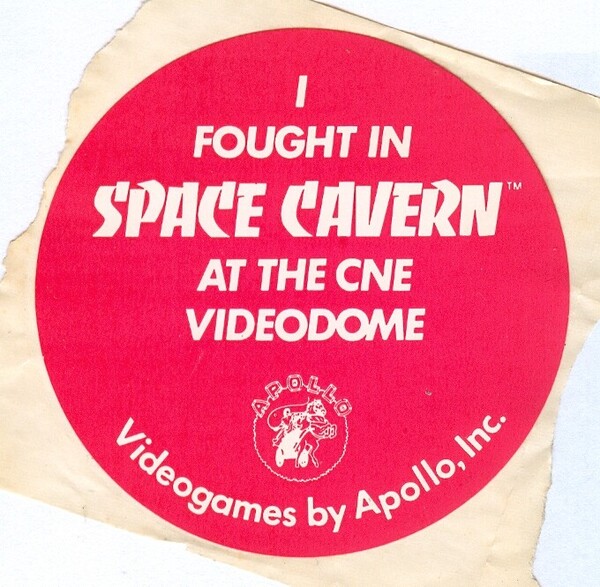 I
FOUGHT IN
SPACE CAVERN™
AT THE CNE
VIDEODOME
APOLLO
Videogames by Apollo, Inc.